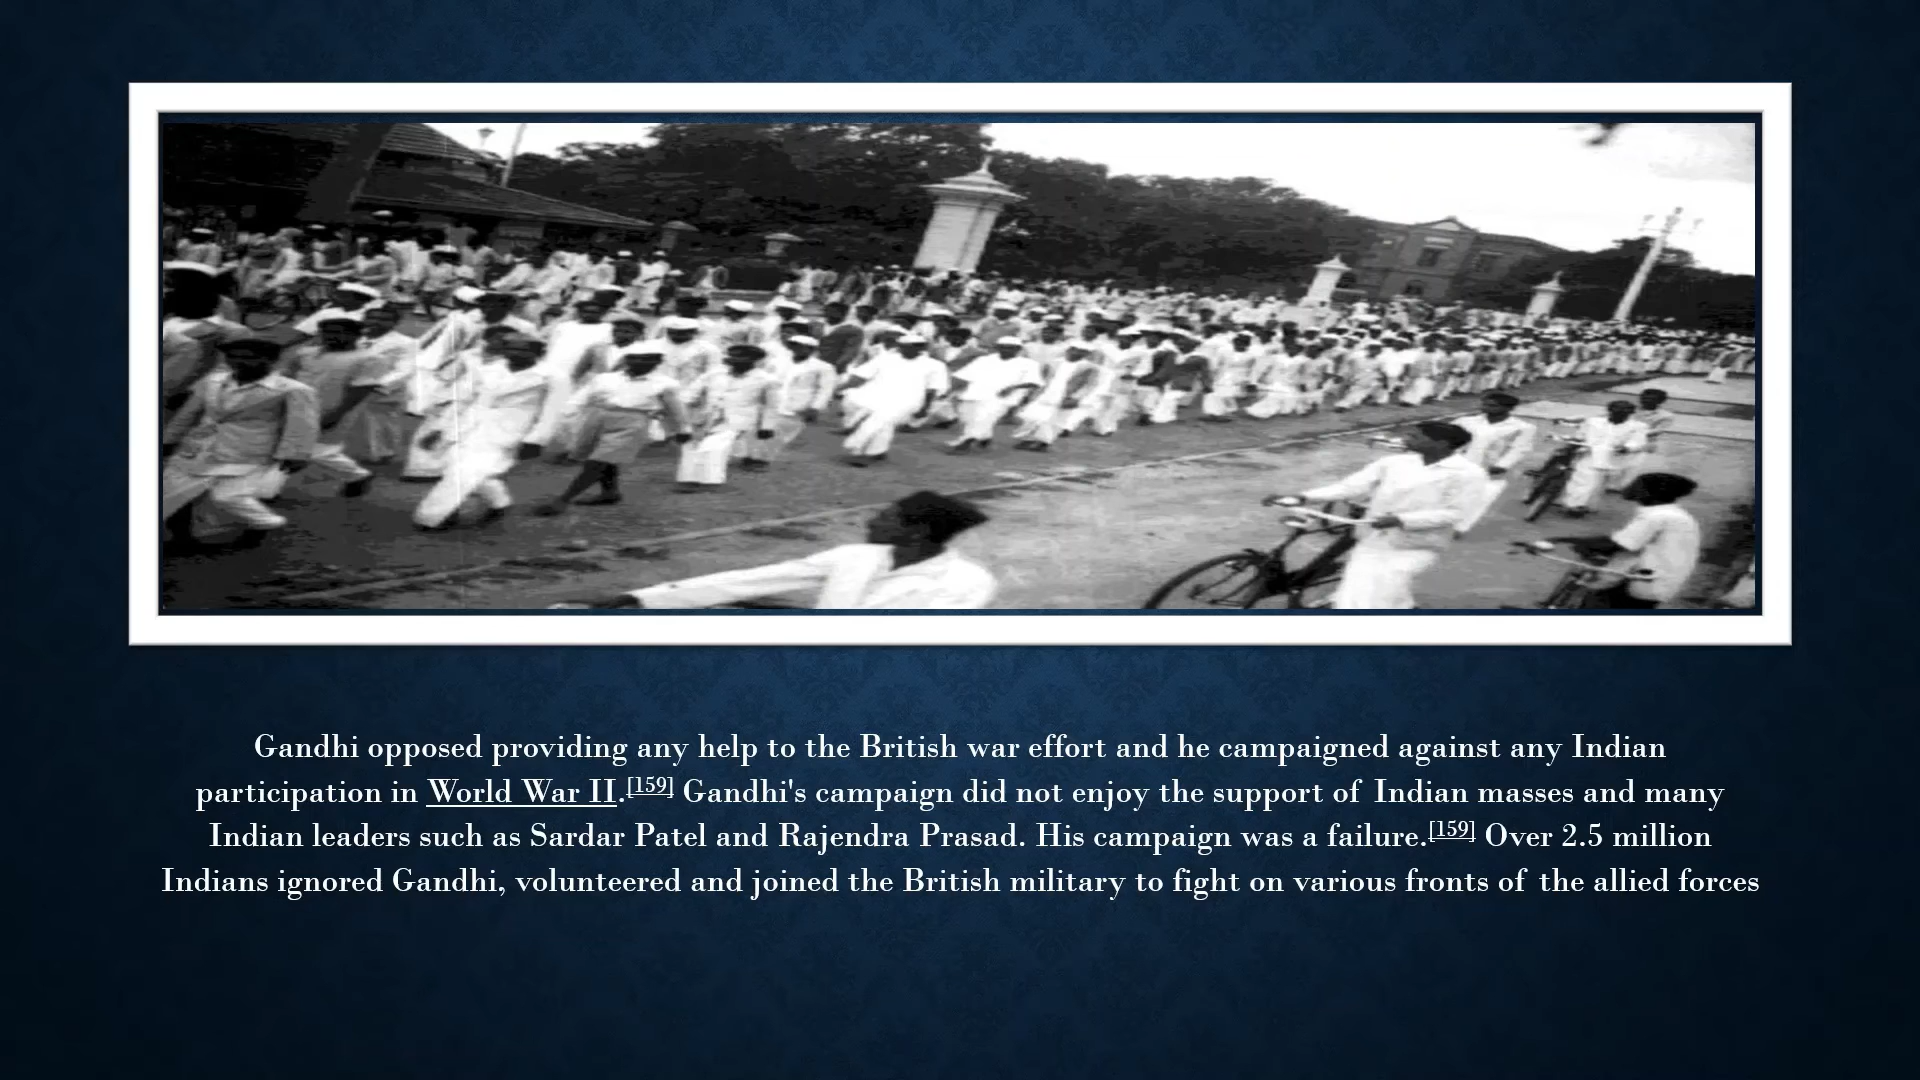 Gandhi opposed providing any help to the British war effort and he campaigned against any Indian
participation in World War II.[159] Gandhi's campaign did not enjoy the support of Indian masses and many
Indian leaders such as Sardar Patel and Rajendra Prasad. His campaign was a failure.[159] Over 2.5 million
Indians ignored Gandhi, volunteered and joined the British military to fight on various fronts of the allied forces